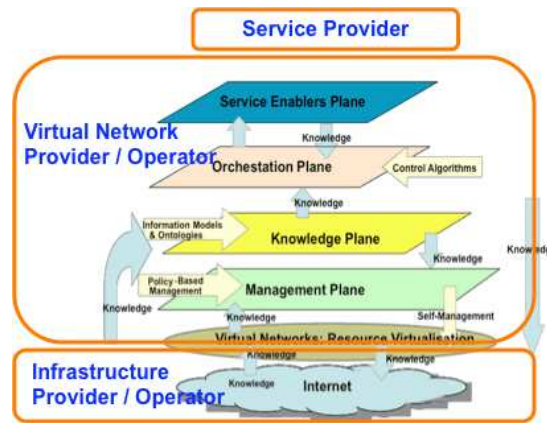 Service Provider
Service Enablers Plane
Virtual Network
Provider / Operator
Knowledge
Orchestation Plane
Control Algorithms
Knowledge
Information Models
& Ontologies
Knowledge Plane
Knowledge
Knowledge
Policy-Based
Management
Management Plane
Knowledge
Knowledge
Self-Management
Virtual Networks: Resource Virtualisation
Infrastructure
Provider / Operator
Knowledge
Knowledge
Knowledge
Internet